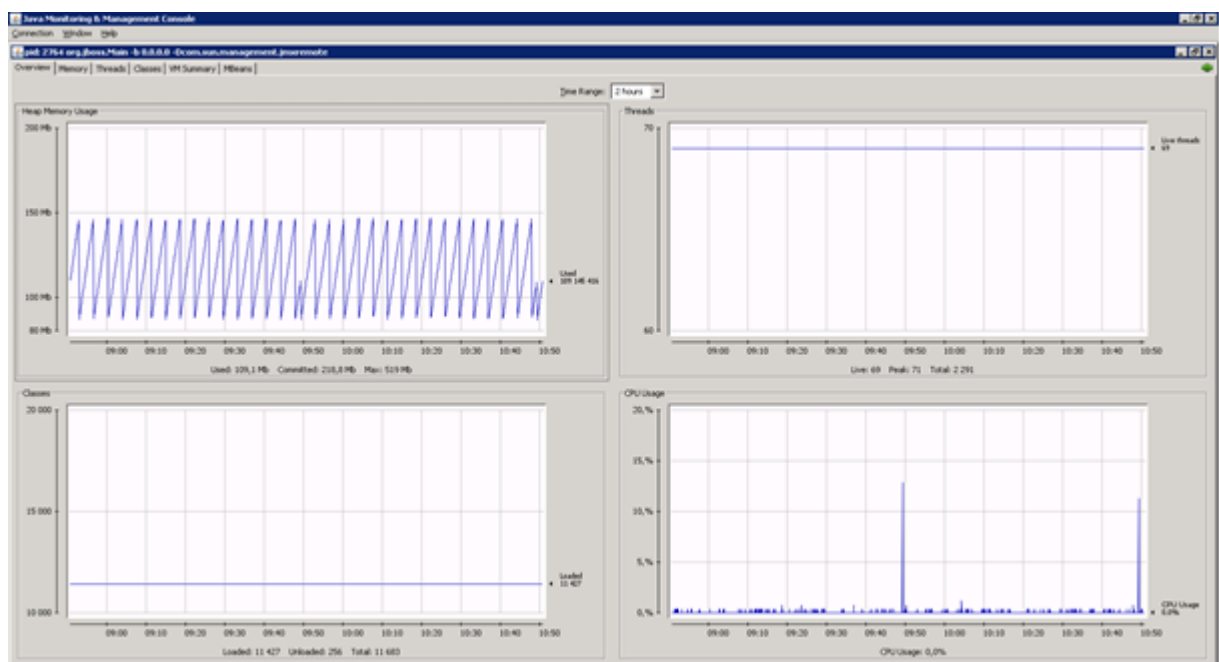 Java Monitoring & Management Console
Connection Window Help
pid: 2764 org.jboss.Main -b 0.0.0.0 -Dcom.sun.management.jmxremote
Overview Memory Threads Classes VM Summary MBeans
Time Range: 2 hours
Heap Memory Usage
200 Mb
150 Mb
100 Mb
80 Mb
Used
109 145 416
09:00 09:10 09:20 09:30 09:40 09:50 10:00 10:10 10:20 10:30 10:40 10:50
Used: 109,1 Mb Committed: 218,8 Mb Max: 519 Mb
Threads
70
60
Live threads
69
09:00 09:10 09:20 09:30 09:40 09:50 10:00 10:10 10:20 10:30 10:40 10:50
Live: 69 Peak: 71 Total: 2 291
Classes
20 000
15 000
10 000
Loaded
11 427
09:00 09:10 09:20 09:30 09:40 09:50 10:00 10:10 10:20 10:30 10:40 10:50
Loaded: 11 427 Unloaded: 256 Total: 11 683
CPU Usage
20,%
15,%
10,%
5,%
0,%
CPU Usage
0,0%
09:00 09:10 09:20 09:30 09:40 09:50 10:00 10:10 10:20 10:30 10:40 10:50
CPU Usage: 0,0%